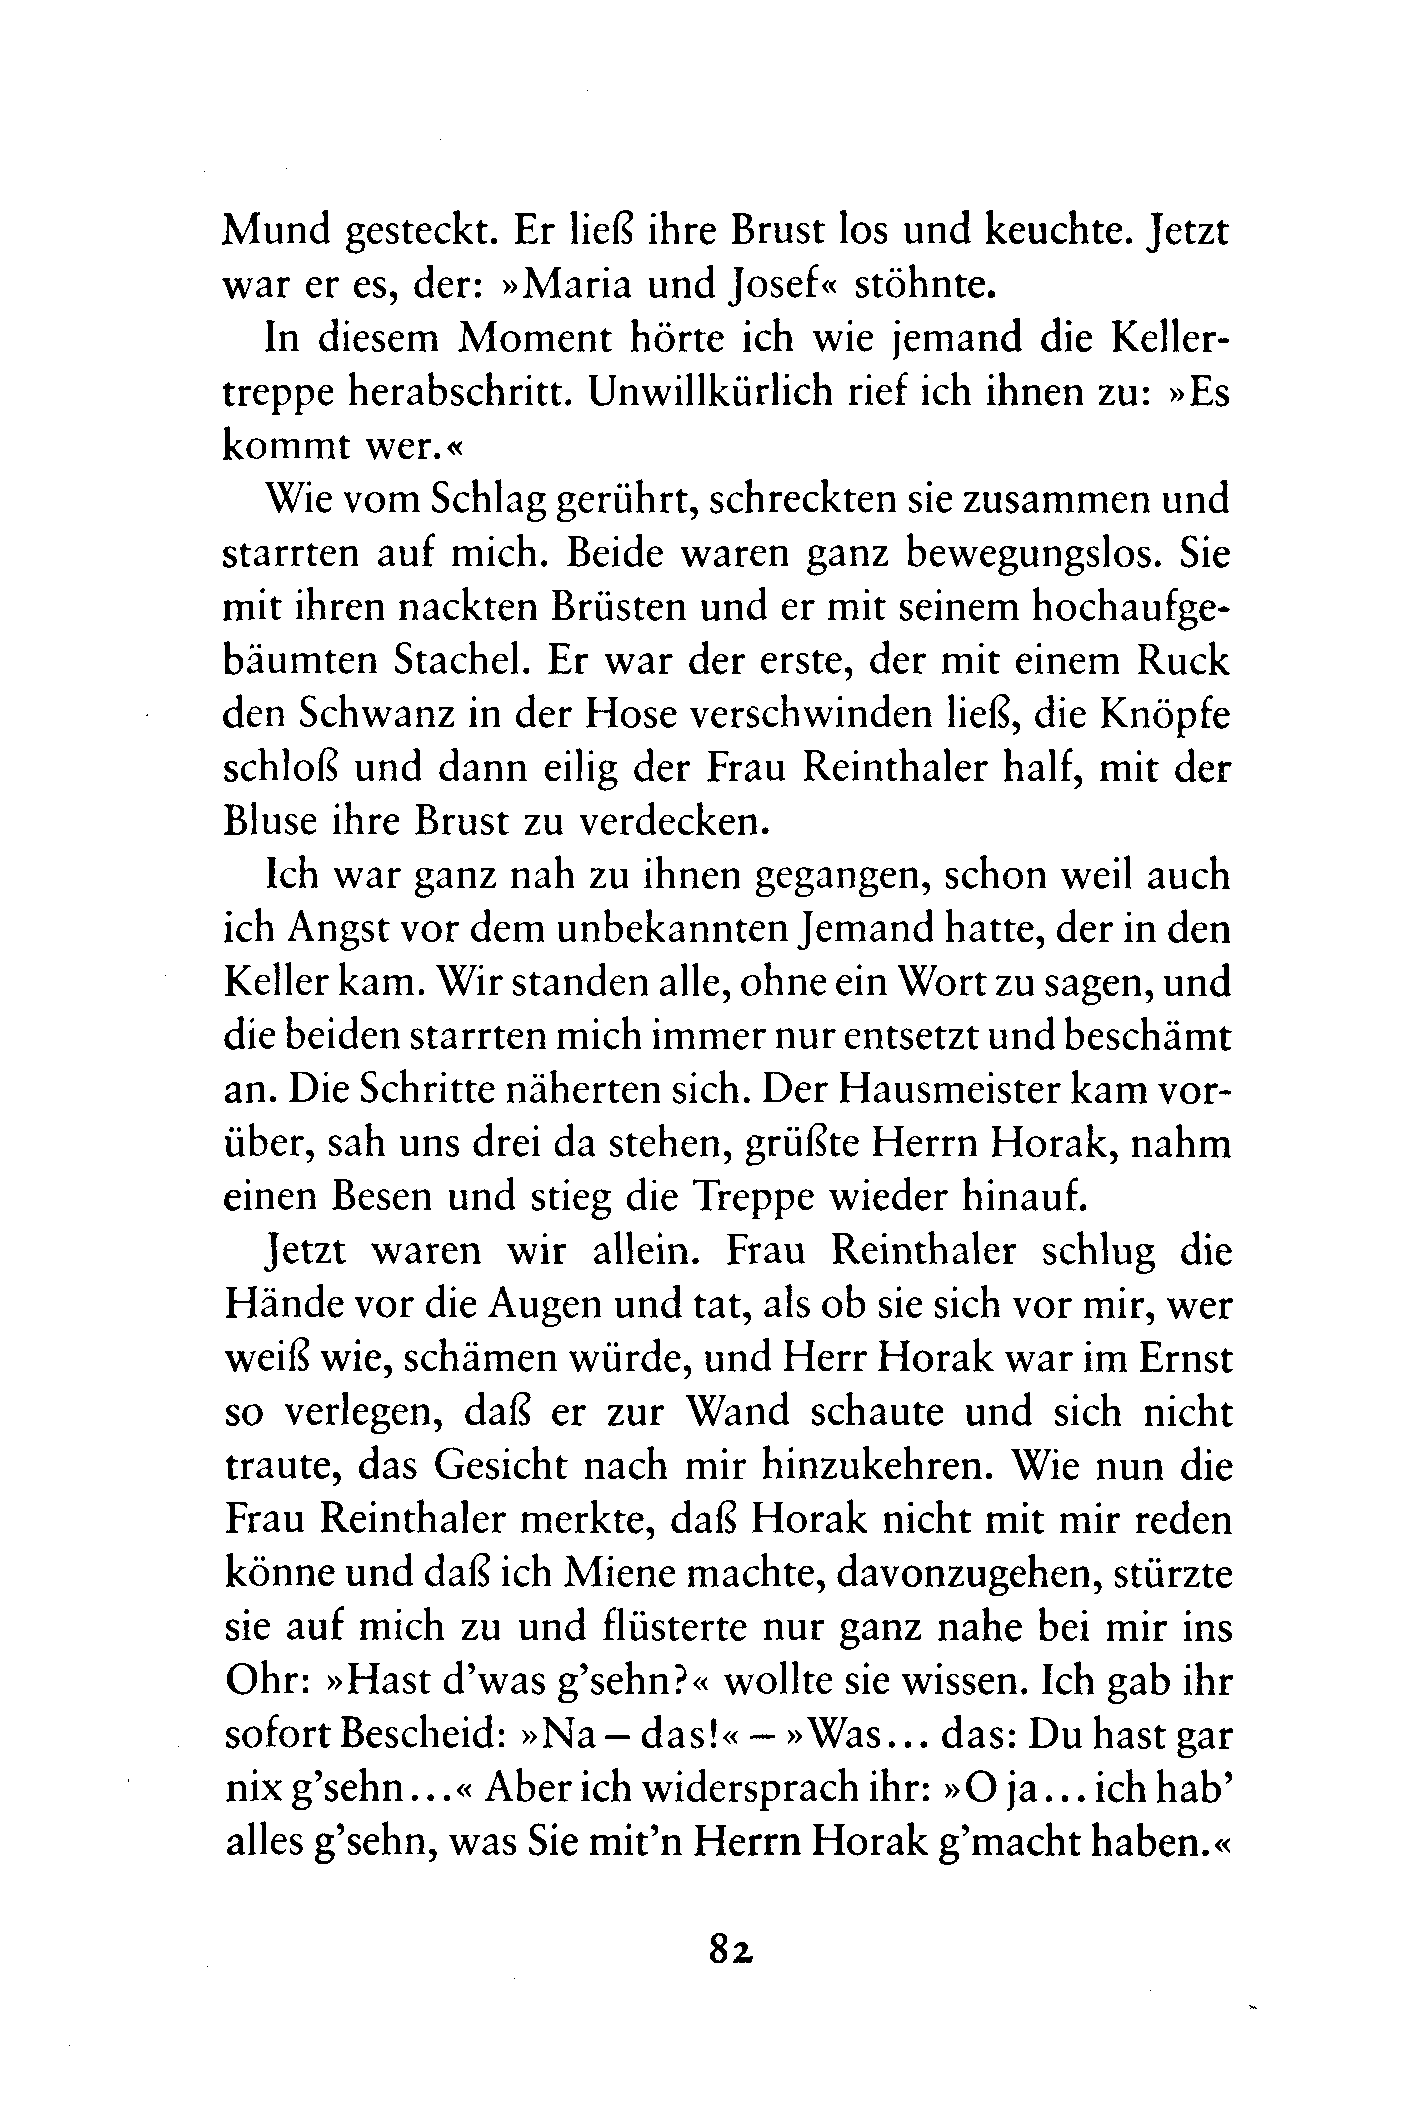 Mund gesteckt. Er ließ ihre Brust los und keuchte. Jetzt
war er es, der: »Maria und Josef« stöhnte.
In diesem Moment hörte ich wie jemand die Keller-
treppe herabschritt. Unwillkürlich rief ich ihnen zu: »Es
kommt wer.«
Wie vom Schlag gerührt, schreckten sie zusammen und
starrten auf mich. Beide waren ganz bewegungslos. Sie
mit ihren nackten Brüsten und er mit seinem hochaufge-
bäumten Stachel. Er war der erste, der mit einem Ruck
den Schwanz in der Hose verschwinden ließ, die Knöpfe
schloß und dann eilig der Frau Reinthaler half, mit der
Bluse ihre Brust zu verdecken.
Ich war ganz nah zu ihnen gegangen, schon weil auch
ich Angst vor dem unbekannten Jemand hatte, der in den
Keller kam. Wir standen alle, ohne ein Wort zu sagen, und
die beiden starrten mich immer nur entsetzt und beschämt
an. Die Schritte näherten sich. Der Hausmeister kam vor-
über, sah uns drei da stehen, grüßte Herrn Horak, nahm
einen Besen und stieg die Treppe wieder hinauf.
Jetzt waren wir allein. Frau Reinthaler schlug die
Hände vor die Augen und tat, als ob sie sich vor mir, wer
weiß wie, schämen würde, und Herr Horak war im Ernst
so verlegen, daß er zur Wand schaute und sich nicht
traute, das Gesicht nach mir hinzukehren. Wie nun die
Frau Reinthaler merkte, daß Horak nicht mit mir reden
könne und daß ich Miene machte, davonzugehen, stürzte
sie auf mich zu und flüsterte nur ganz nahe bei mir ins
Ohr: »Hast d’was g’sehn?« wollte sie wissen. Ich gab ihr
sofort Bescheid: »Na – das!« – »Was... das: Du hast gar
nix g’sehn...« Aber ich widersprach ihr: »O ja... ich hab’
alles g’sehn, was Sie mit’n Herrn Horak g’macht haben.«
82